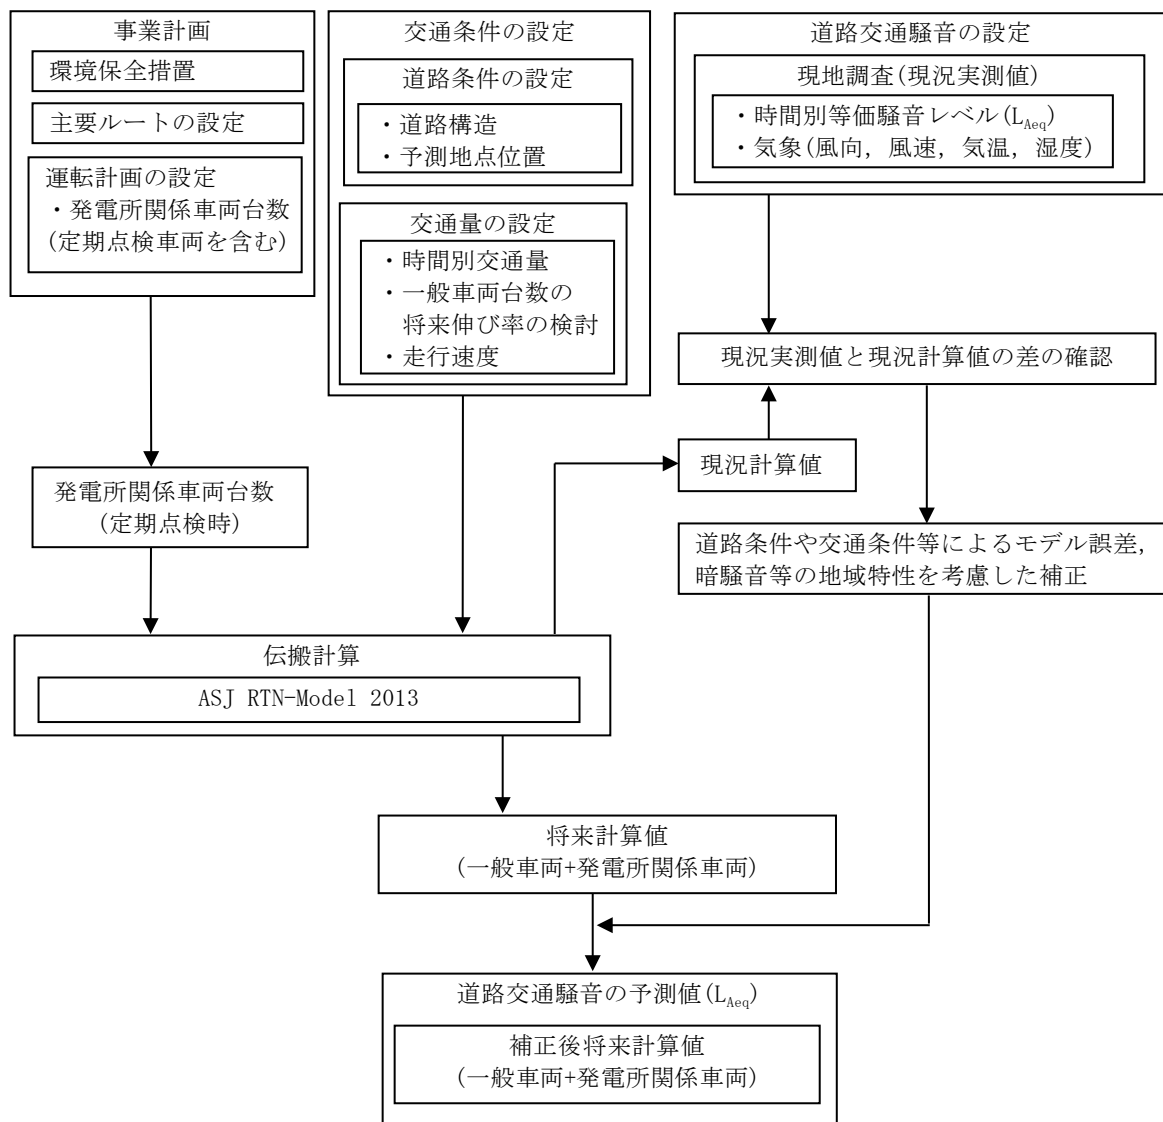 事業計画
環境保全措置
主要ルートの設定
運転計画の設定
・発電所関係車両台数
(定期点検車両を含む)
交通条件の設定
道路条件の設定
・道路構造
・予測地点位置
交通量の設定
・時間別交通量
・一般車両台数の
将来伸び率の検討
・走行速度
道路交通騒音の設定
現地調査(現況実測値)
・時間別等価騒音レベル(LAeq)
・気象(風向, 風速, 気温, 湿度)
現況実測値と現況計算値の差の確認
現況計算値
発電所関係車両台数
(定期点検時)
道路条件や交通条件等によるモデル誤差,
暗騒音等の地域特性を考慮した補正
伝搬計算
ASJ RTN-Model 2013
将来計算値
(一般車両+発電所関係車両)
道路交通騒音の予測値(LAeq)
補正後将来計算値
(一般車両+発電所関係車両)